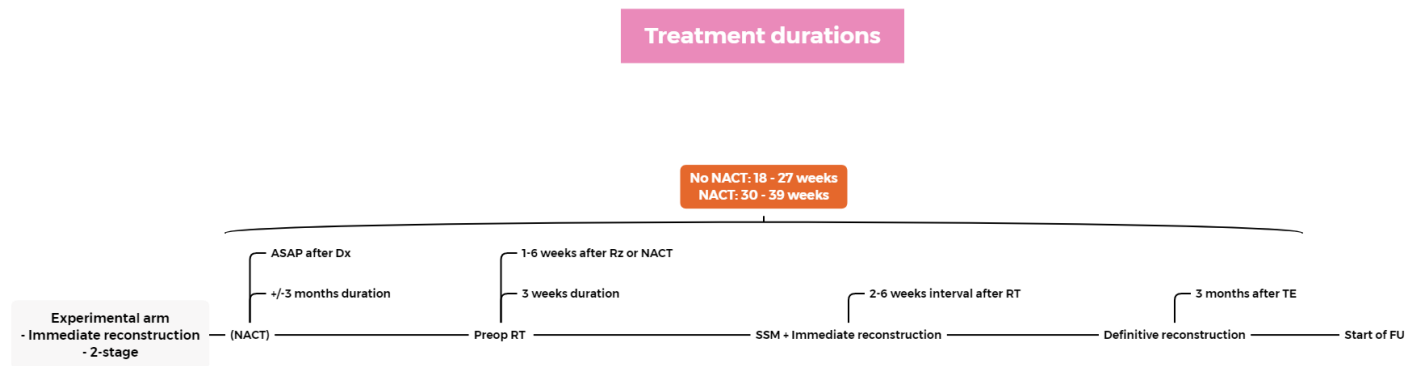 Treatment durations
No NACT: 18 - 27 weeks
NACT: 30 - 39 weeks
ASAP after Dx
1-6 weeks after Rz or NACT
+/-3 months duration
3 weeks duration
2-6 weeks interval after RT
3 months after TE
Experimental arm
- Immediate reconstruction
- 2-stage
(NACT)
Preop RT
SSM + Immediate reconstruction
Definitive reconstruction
Start of FU